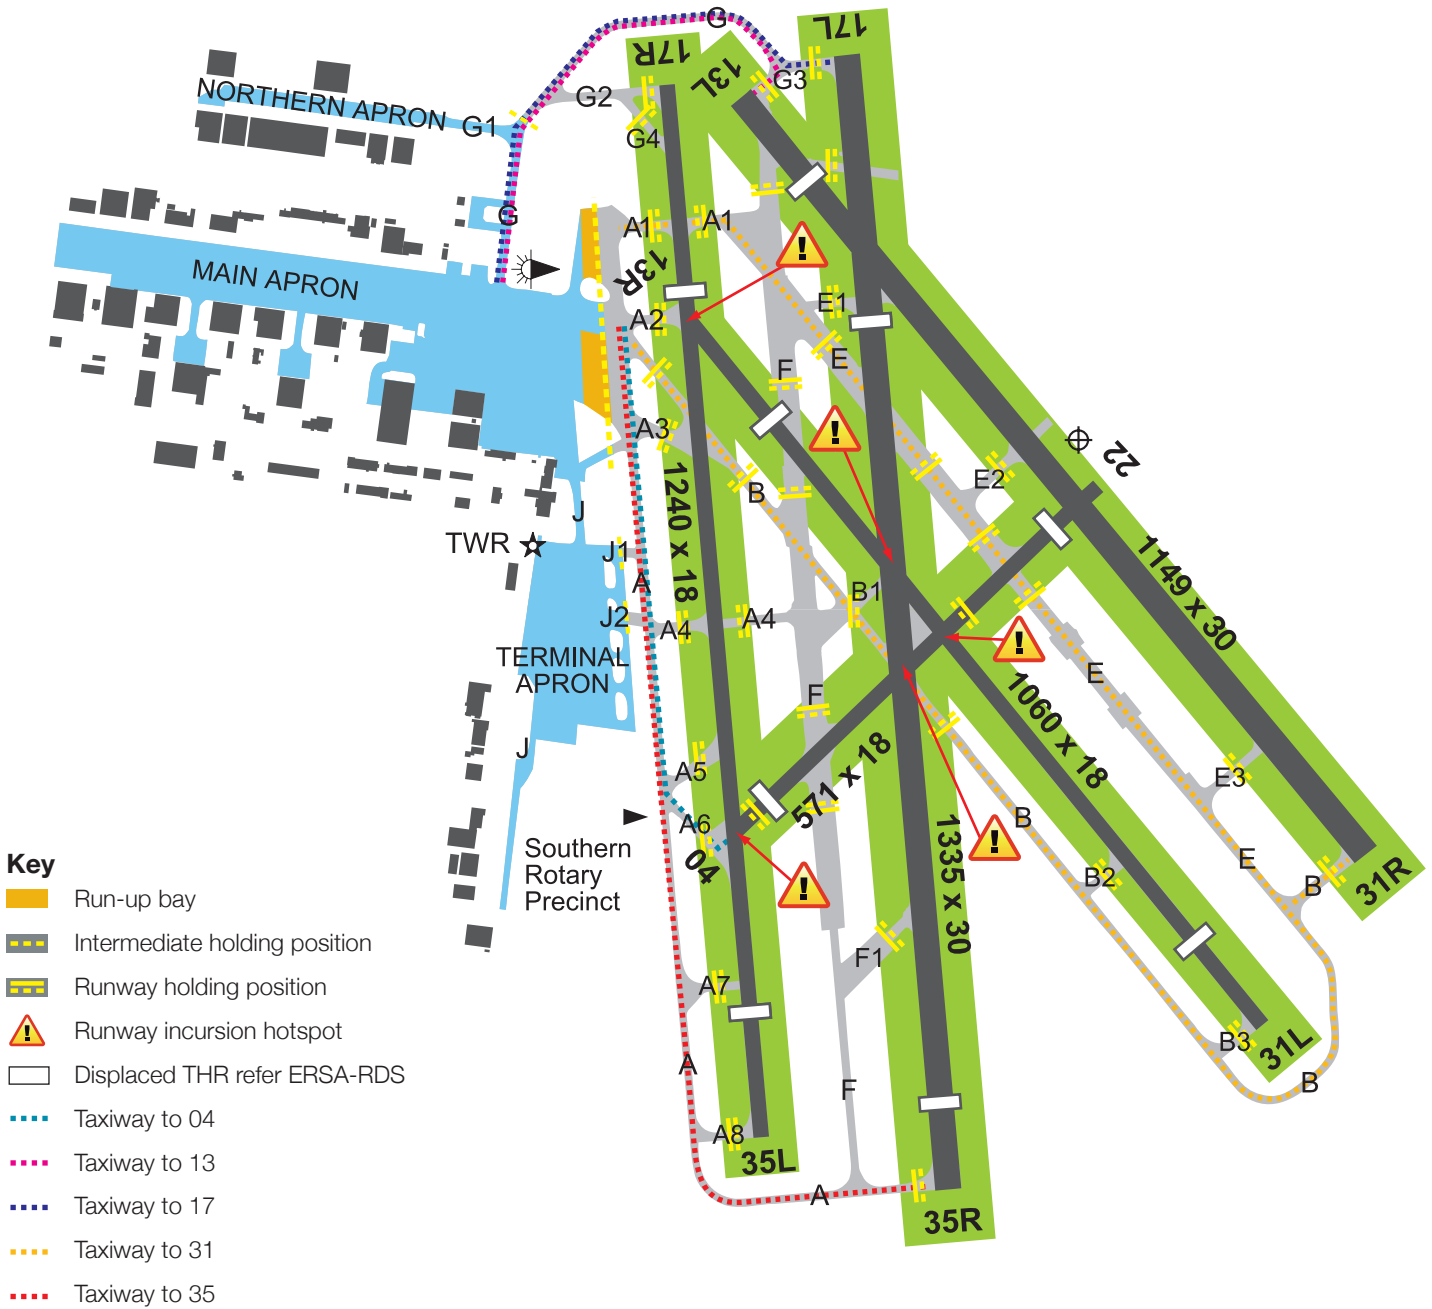 G
17R
13L
17L
G3
NORTHERN APRON
G1
G2
G4
G
A1
A1
MAIN APRON
13R
E1
A2
E
F
A3
22
E2
B
1240 x 18
J
TWR
J1
A
B1
1149 x 30
J2
A4
A4
TERMINAL
APRON
F
E
1060 x 18
J
A5
571 x 18
E3
A6
B
04
1335 x 30
Southern
Rotary
Precinct
E
B
31R
B2
F1
A7
B3
31L
A
F
B
A8
35L
A
35R
Key
Run-up bay
Intermediate holding position
Runway holding position
Runway incursion hotspot
Displaced THR refer ERSA-RDS
Taxiway to 04
Taxiway to 13
Taxiway to 17
Taxiway to 31
Taxiway to 35
!
!
!
!
!
!